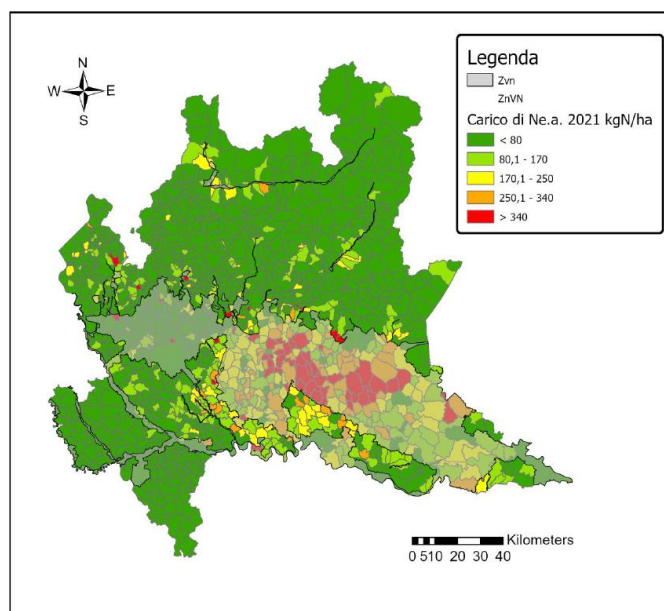 N
W E
S
Legenda
Zvn
ZnVN
Carico di Ne.a. 2021 kgN/ha
< 80
80,1 - 170
170,1 - 250
250,1 - 340
> 340
Kilometers
0 510 20 30 40